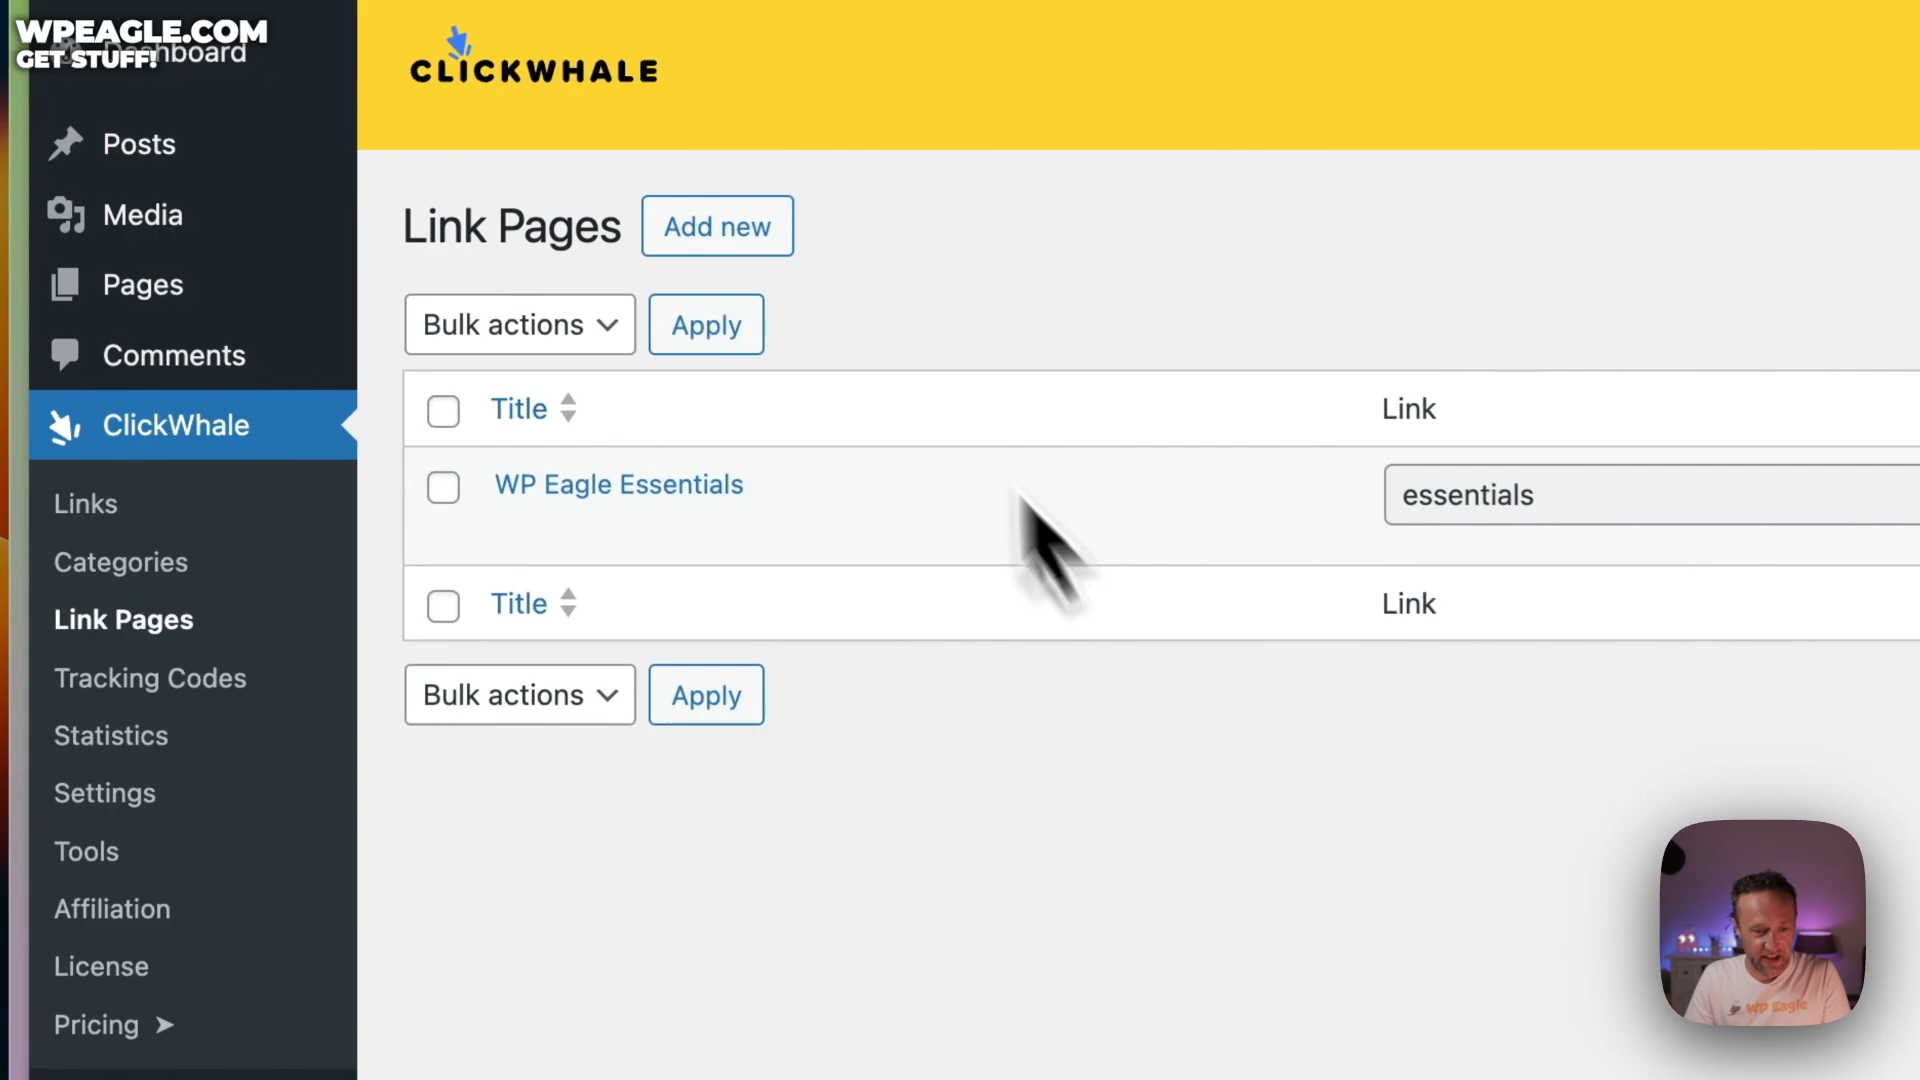 WPEAGLE.COM
GET STUFF!
Dashboard
Posts
Media
Pages
Comments
ClickWhale
Links
Categories
Link Pages
Tracking Codes
Statistics
Settings
Tools
Affiliation
License
Pricing ➤
CLICKWHALE
Link Pages
Add new
Bulk actions
Apply
Title
Link
WP Eagle Essentials
essentials
Title
Link
Bulk actions
Apply
WP Eagle